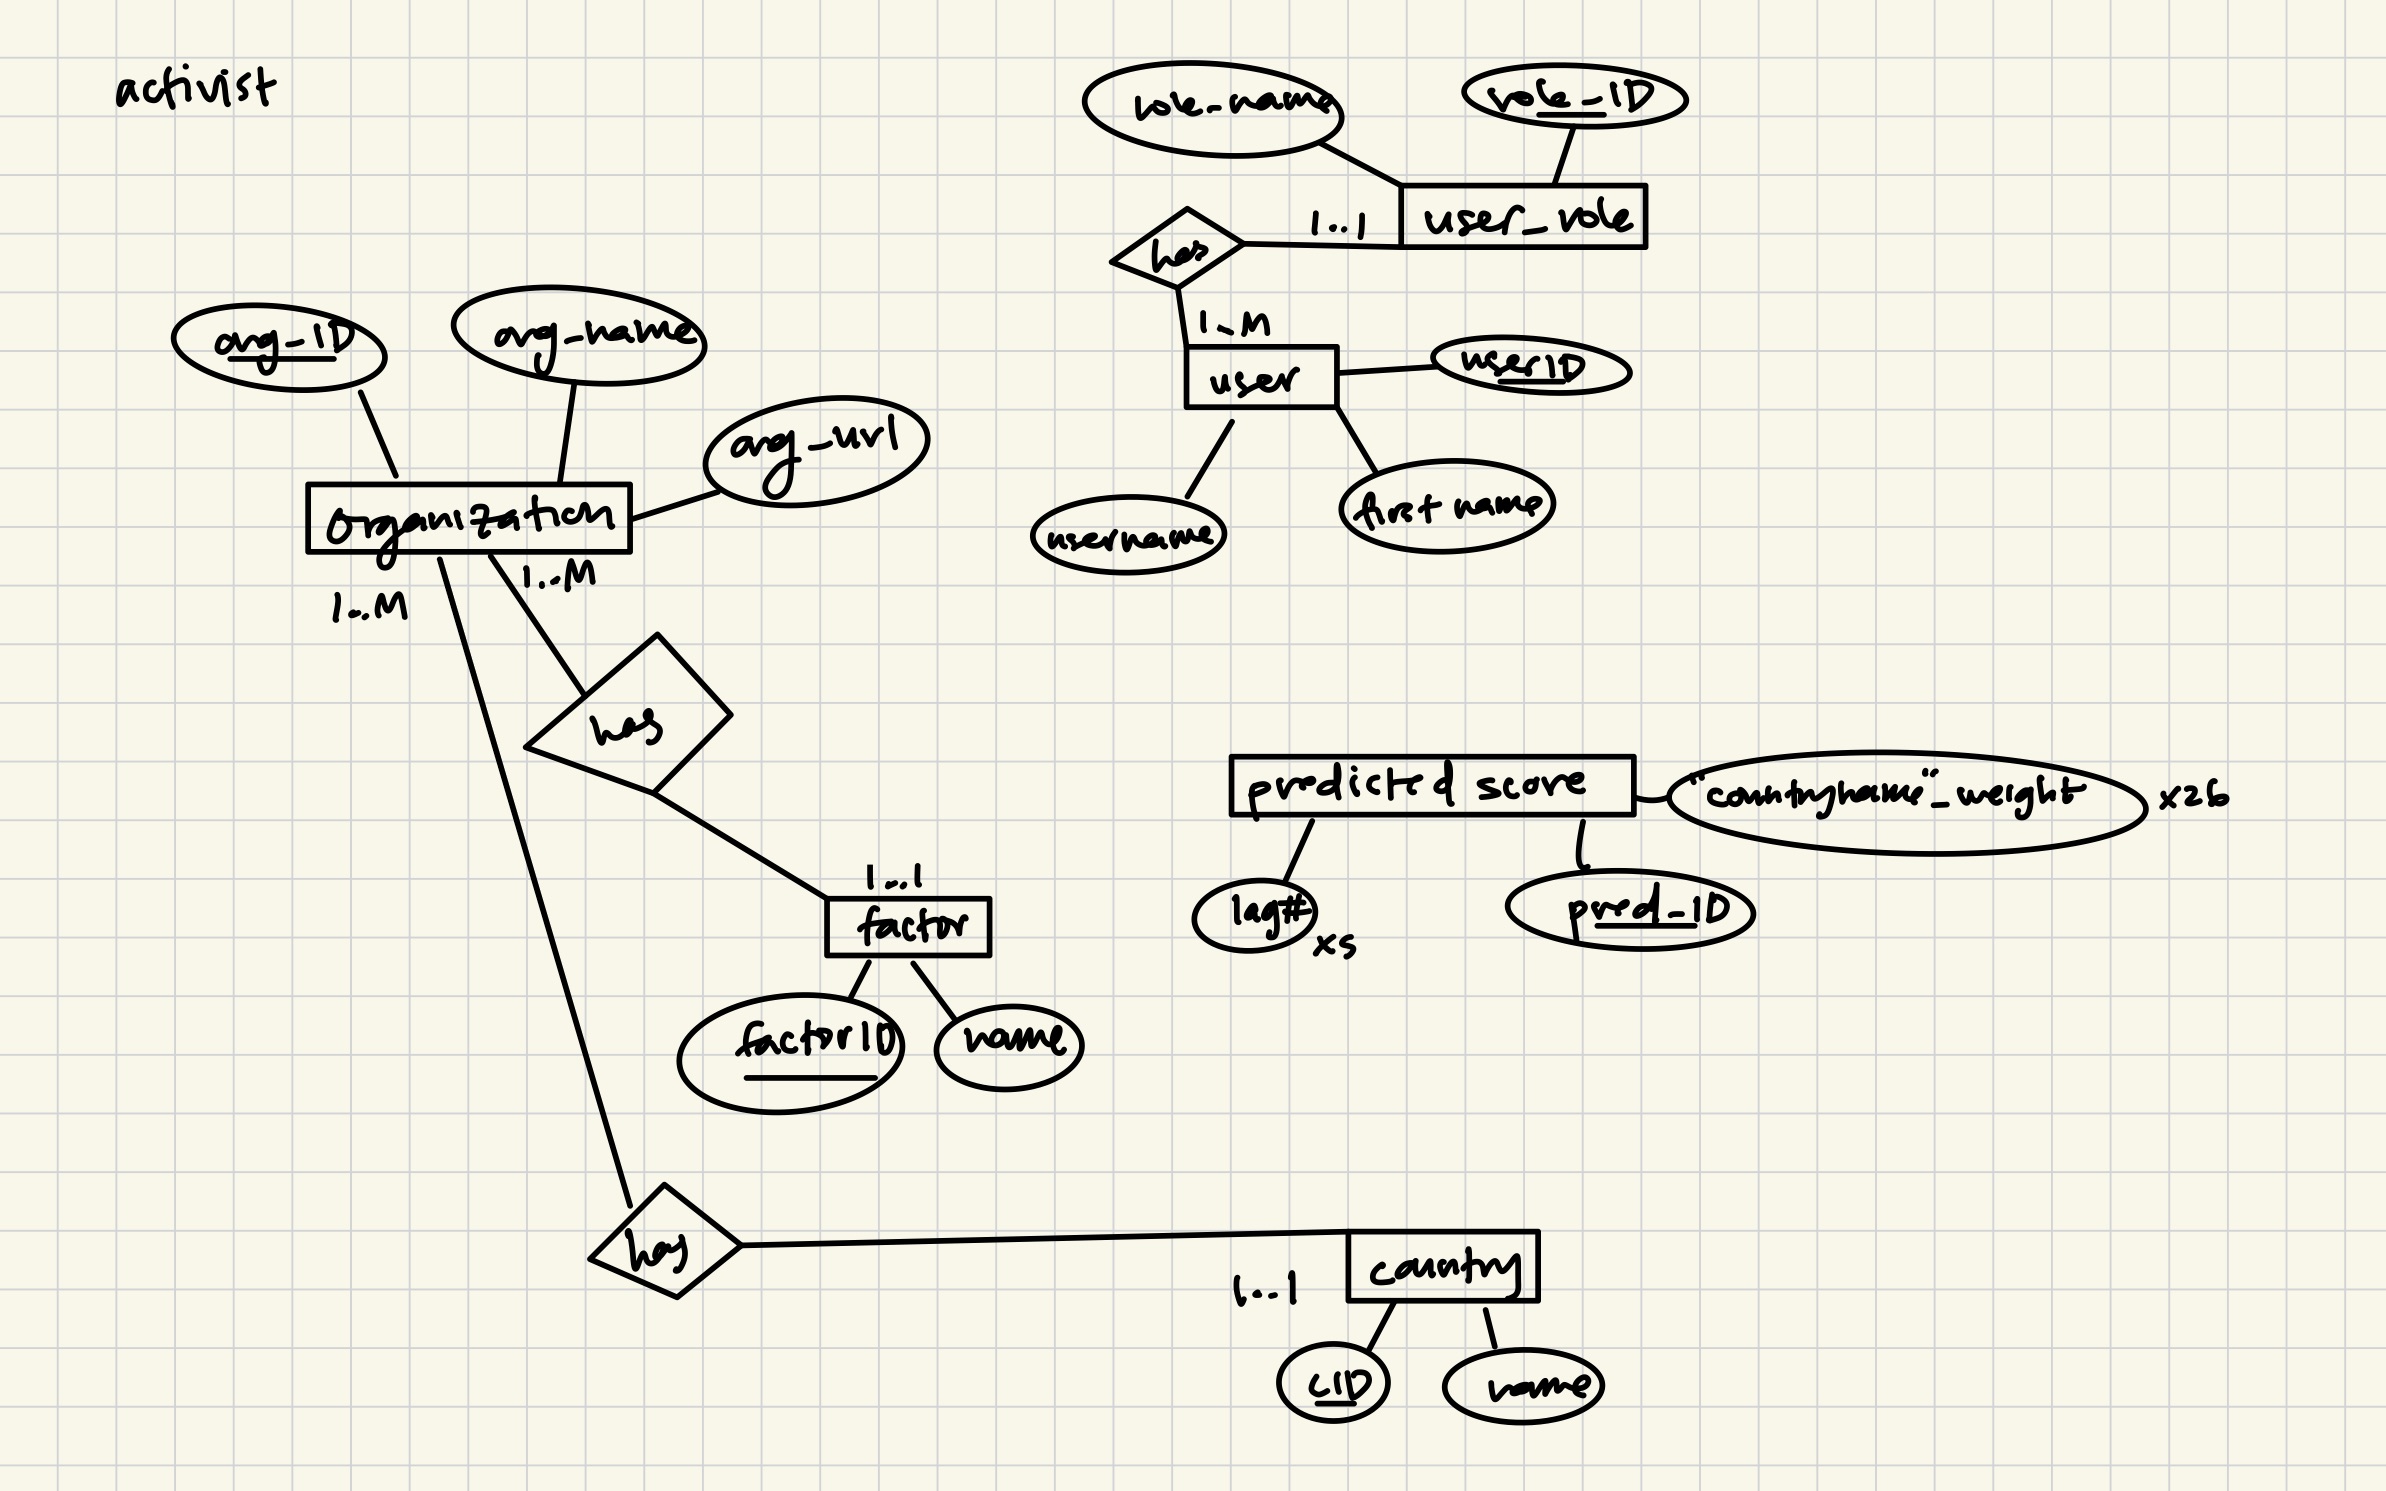 activist
role_name
role_ID
user_role
1..1
has
1..M
user
userID
username
first name
org_ID
org_name
org_url
organization
1..M
1..M
has
1..1
factor
factorID
name
predicted score
"countryname"_weight x26
lag# x5
pred_ID
has
1..1
country
cID
name